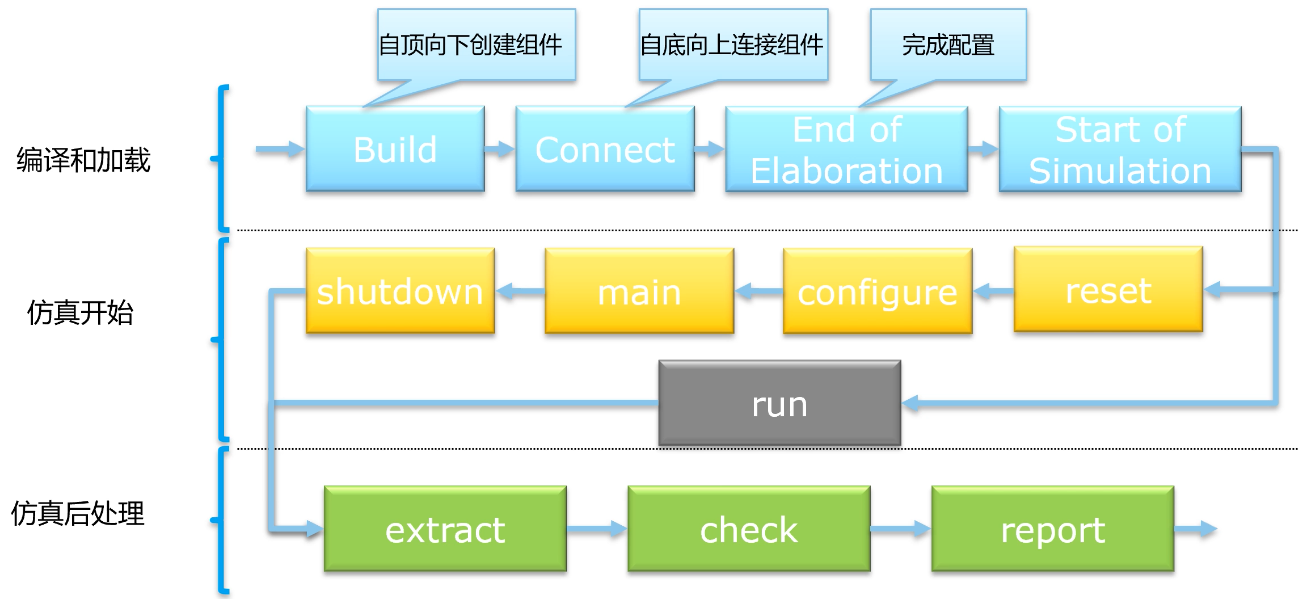 自顶向下创建组件
自底向上连接组件
完成配置
编译和加载
Build
Connect
End of
Elaboration
Start of
Simulation
仿真开始
shutdown
main
configure
reset
run
仿真后处理
extract
check
report